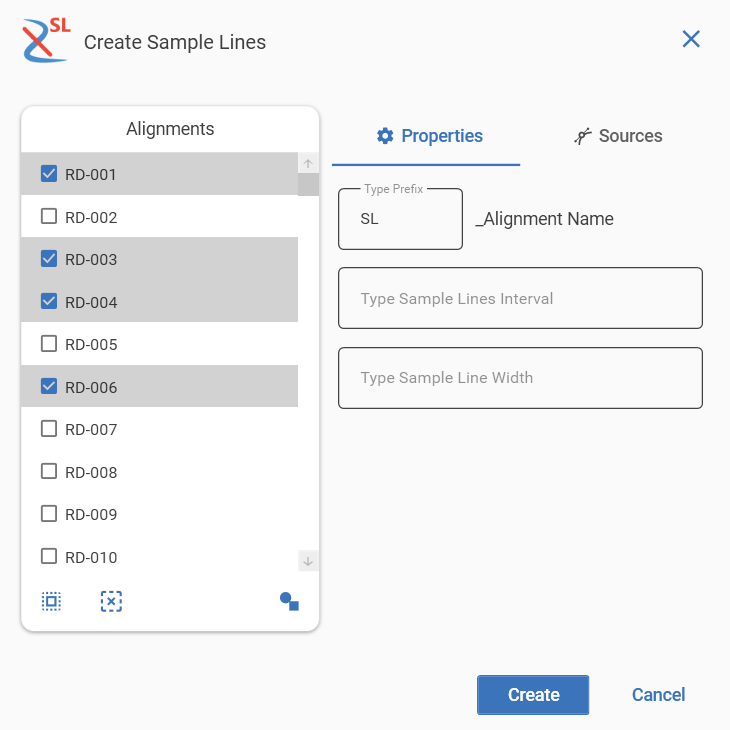 SL
Create Sample Lines
Alignments
RD-001
RD-002
RD-003
RD-004
RD-005
RD-006
RD-007
RD-008
RD-009
RD-010
Properties
Sources
Type Prefix
SL
_Alignment Name
Type Sample Lines Interval
Type Sample Line Width
Create
Cancel